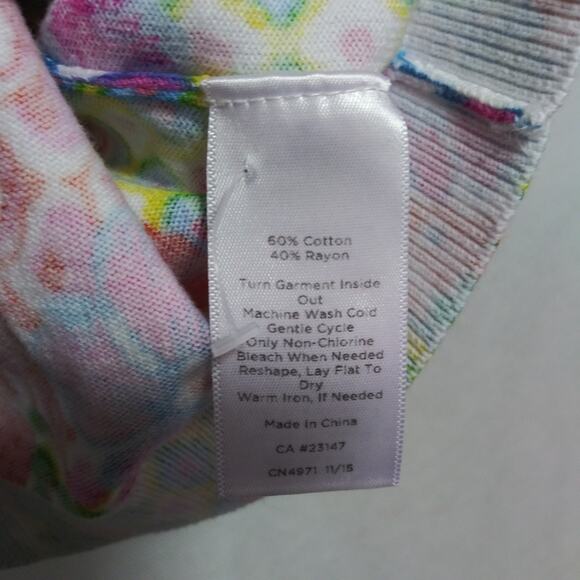 60% Cotton
40% Rayon
Turn Garment Inside
Out
Machine Wash Cold
Gentle Cycle
Only Non-Chlorine
Bleach When Needed
Reshape, Lay Flat To
Dry
Warm Iron, If Needed
Made in China
CA #23147
CN4971 11/15